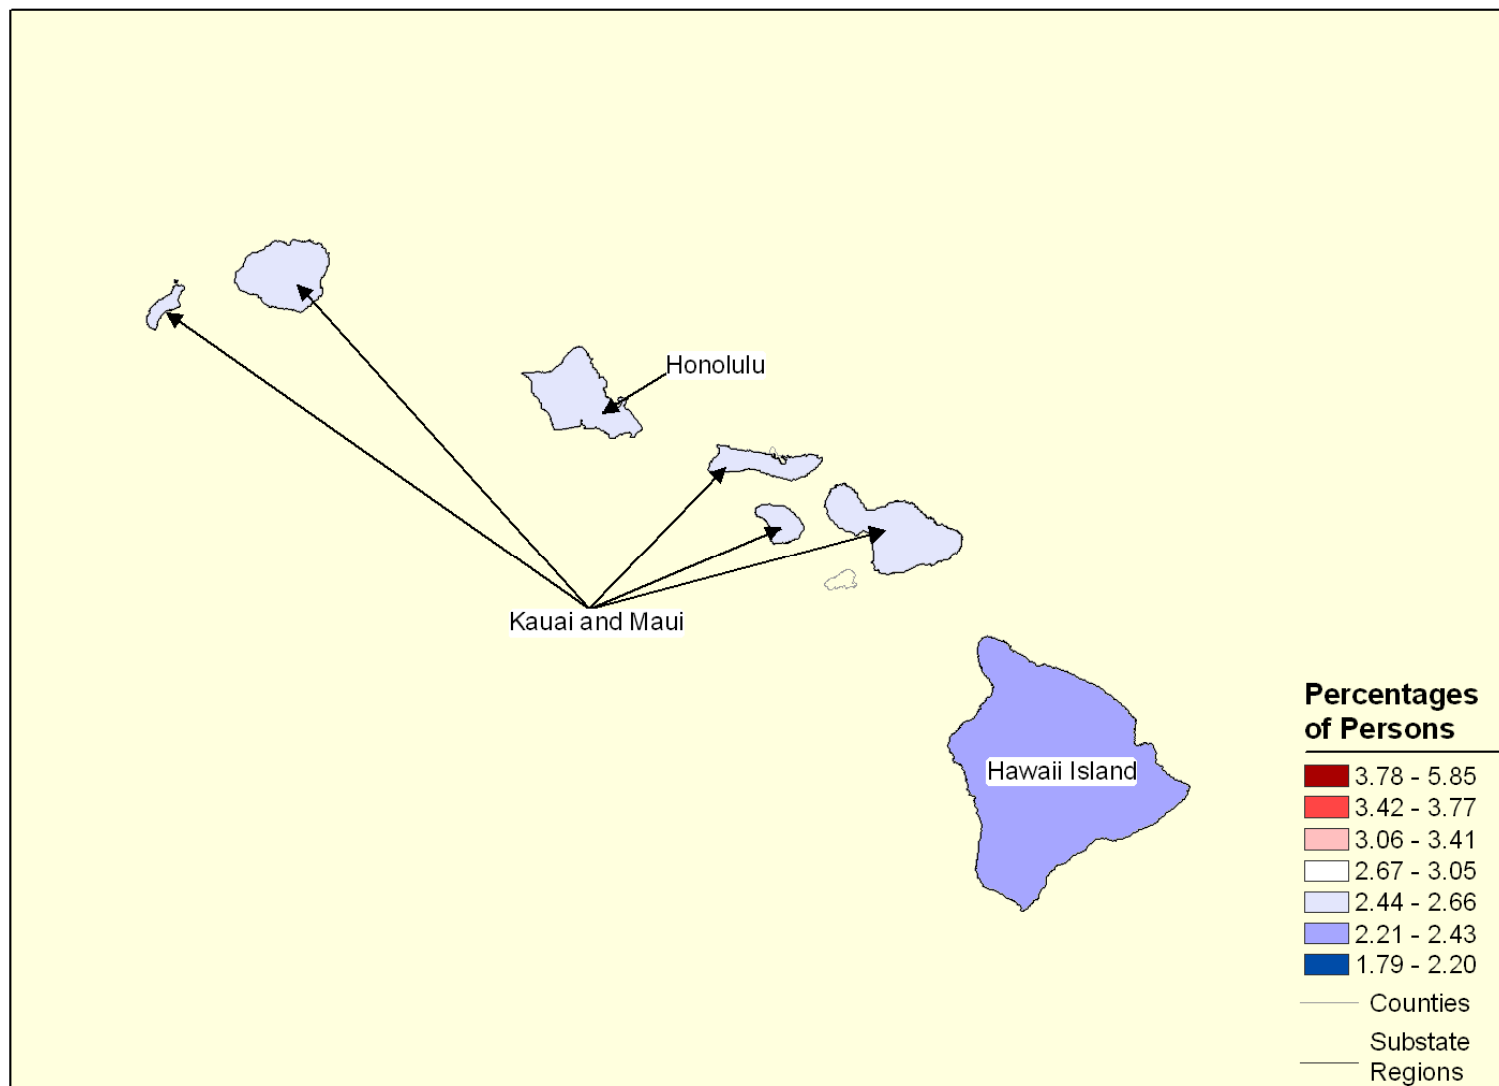 Honolulu
Kauai and Maui
Hawaii Island
Percentages
of Persons
3.78 - 5.85
3.42 - 3.77
3.06 - 3.41
2.67 - 3.05
2.44 - 2.66
2.21 - 2.43
1.79 - 2.20
Counties
Substate
Regions